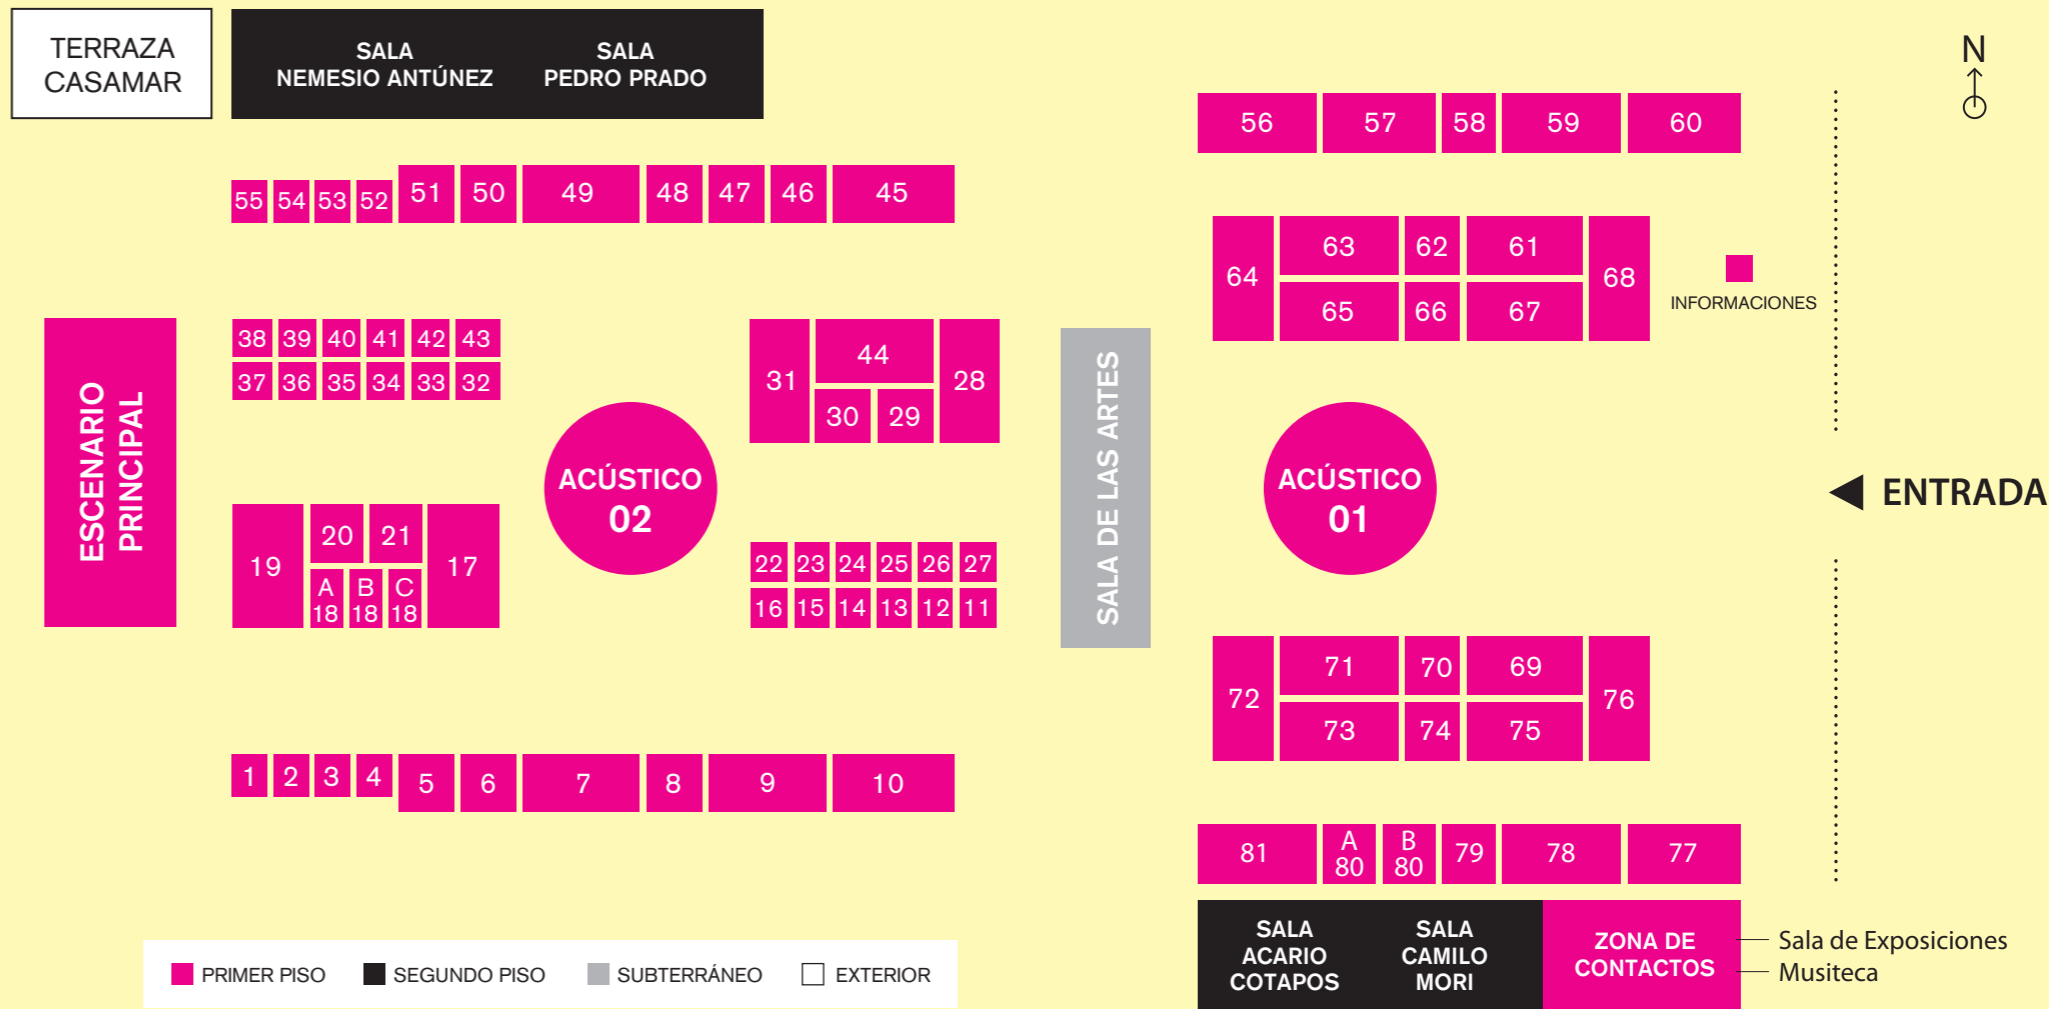 TERRAZA
CASAMAR
SALA
NEMESIO ANTÚNEZ
SALA
PEDRO PRADO
N
56 57 58 59 60
55 54 53 52 51 50 49 48 47 46 45
64
63 62 61
65 66 67
68
INFORMACIONES
ESCENARIO
PRINCIPAL
38 39 40 41 42 43
37 36 35 34 33 32
31
44
30 29
28
SALA DE LAS ARTES
ACÚSTICO
02
ACÚSTICO
01
ENTRADA
19
20 21
A
18
B
18
C
18
17
22 23 24 25 26 27
16 15 14 13 12 11
72
71 70 69
73 74 75
76
1 2 3 4 5 6 7 8 9 10
81
A
80
B
80
79 78 77
SALA
ACARIO
COTAPOS
SALA
CAMILO
MORI
ZONA DE
CONTACTOS
Sala de Exposiciones
Musiteca
PRIMER PISO
SEGUNDO PISO
SUBTERRÁNEO
EXTERIOR